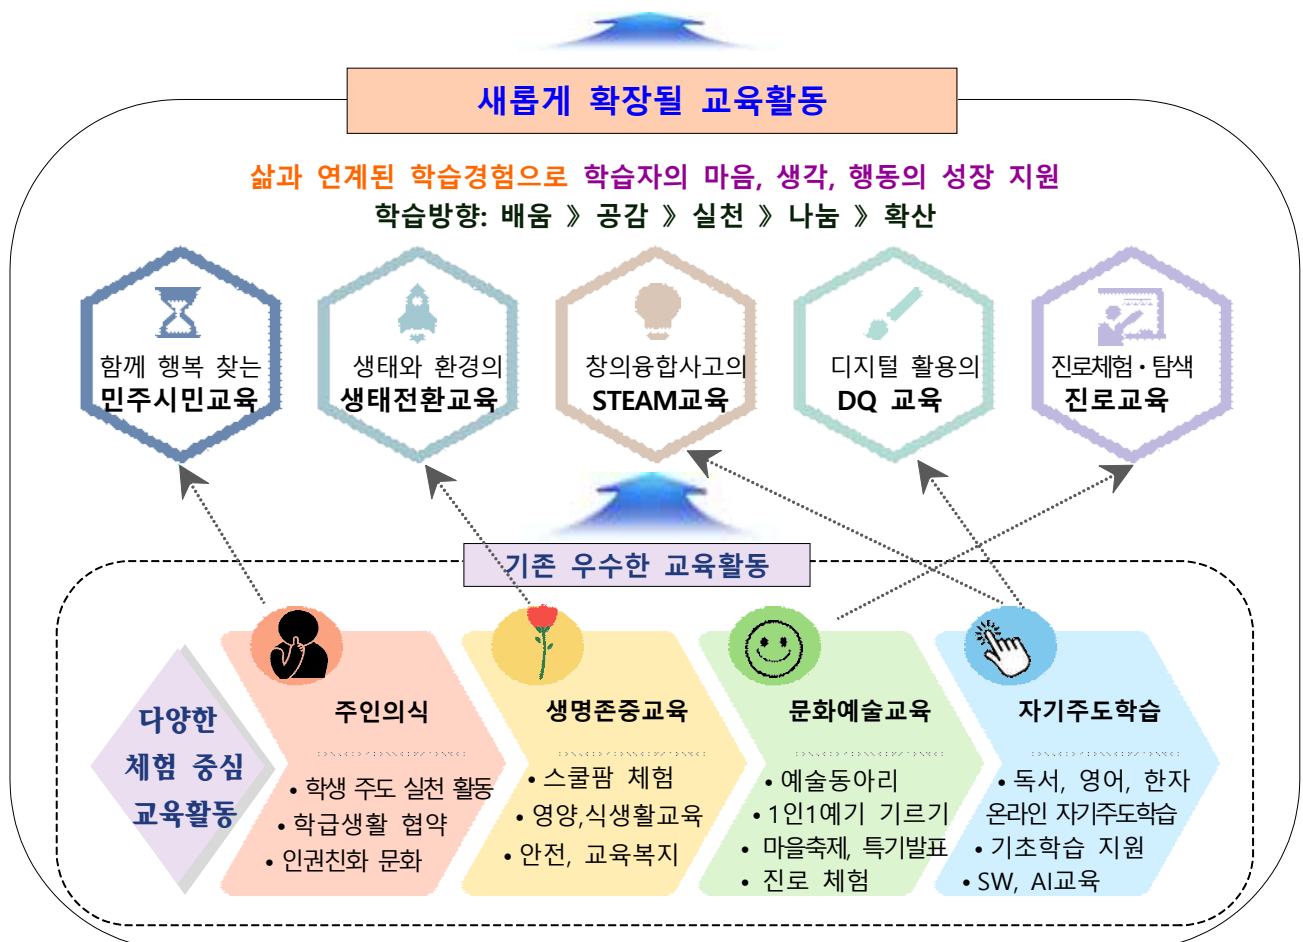 새롭게 확장될 교육활동
삶과 연계된 학습경험으로 학습자의 마음, 생각, 행동의 성장 지원
학습방향: 배움 》 공감 》 실천 》 나눔 》 확산
함께 행복 찾는
민주시민교육
생태와 환경의
생태전환교육
창의융합사고의
STEAM교육
디지털 활용의
DQ 교육
진로체험·탐색
진로교육
기존 우수한 교육활동
다양한
체험 중심
교육활동
주인의식
• 학생 주도 실천 활동
• 학급생활 협약
• 인권친화 문화
생명존중교육
• 스쿨팜 체험
• 영양,식생활교육
• 안전, 교육복지
문화예술교육
• 예술동아리
• 1인1예기 기르기
• 마을축제, 특기발표
• 진로 체험
자기주도학습
• 독서, 영어, 한자
온라인 자기주도학습
• 기초학습 지원
• SW, AI교육